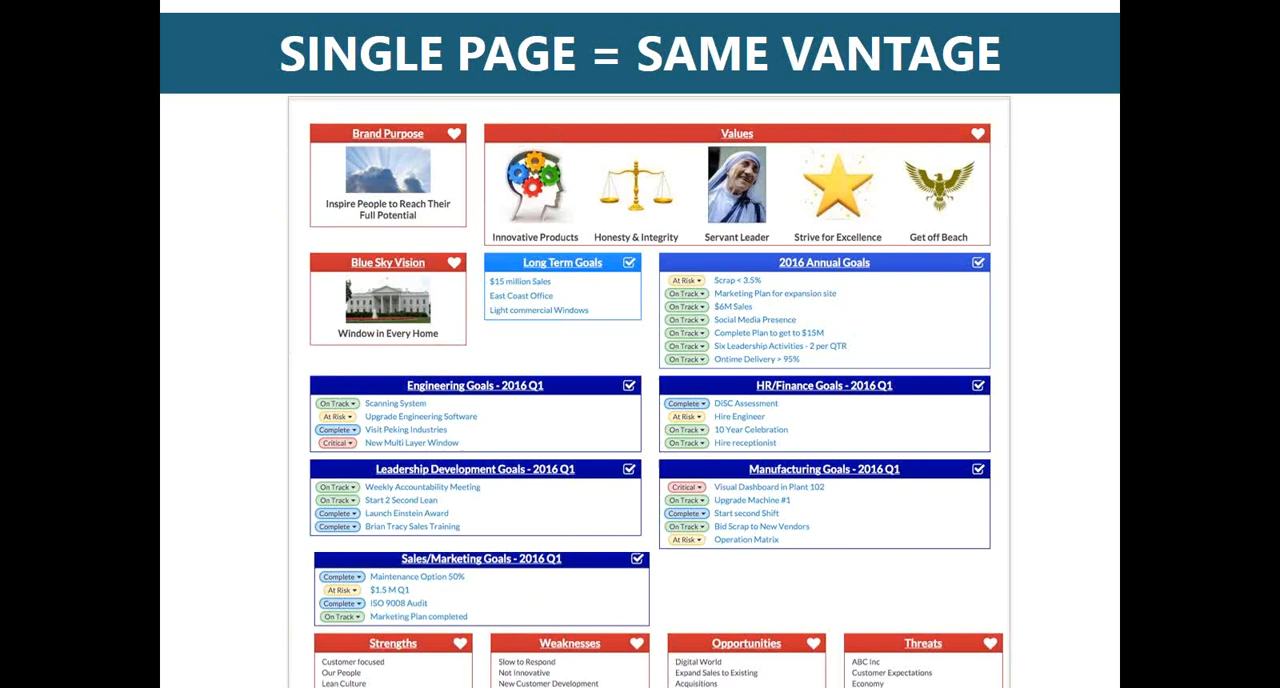 SINGLE PAGE = SAME VANTAGE
Brand Purpose
Inspire People to Reach Their
Full Potential
Values
Innovative Products
Honesty & Integrity
Servant Leader
Strive for Excellence
Get off Beach
Blue Sky Vision
Window in Every Home
Long Term Goals
$15 million Sales
East Coast Office
Light commercial Windows
2016 Annual Goals
At Risk Scrap < 3.5%
On Track Marketing Plan for expansion site
On Track $6M Sales
On Track Social Media Presence
On Track Complete Plan to get to $15M
On Track Six Leadership Activities - 2 per QTR
On Track Ontime Delivery > 95%
Engineering Goals - 2016 Q1
On Track Scanning System
At Risk Upgrade Engineering Software
Complete Visit Peking Industries
Critical New Multi Layer Window
HR/Finance Goals - 2016 Q1
Complete DiSC Assessment
At Risk Hire Engineer
On Track 10 Year Celebration
On Track Hire receptionist
Leadership Development Goals - 2016 Q1
On Track Weekly Accountability Meeting
On Track Start 2 Second Lean
Complete Launch Einstein Award
Complete Brian Tracy Sales Training
Manufacturing Goals - 2016 Q1
Critical Visual Dashboard in Plant 102
On Track Upgrade Machine #1
Complete Start second Shift
On Track Bid Scrap to New Vendors
At Risk Operation Matrix
Sales/Marketing Goals - 2016 Q1
Complete Maintenance Option 50%
At Risk $1.5 M Q1
Complete ISO 9008 Audit
On Track Marketing Plan completed
Strengths
Customer focused
Our People
Lean Culture
Weaknesses
Slow to Respond
Not Innovative
New Customer Development
Opportunities
Digital World
Expand Sales to Existing
Acquisitions
Threats
ABC Inc
Customer Expectations
Economy